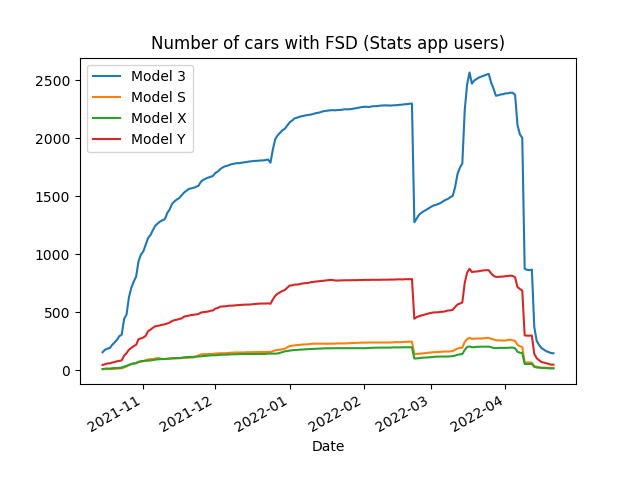 Number of cars with FSD (Stats app users)
Model 3
Model S
Model X
Model Y
2500
2000
1500
1000
500
0
2021-11
2021-12
2022-01
2022-02
2022-03
2022-04
Date